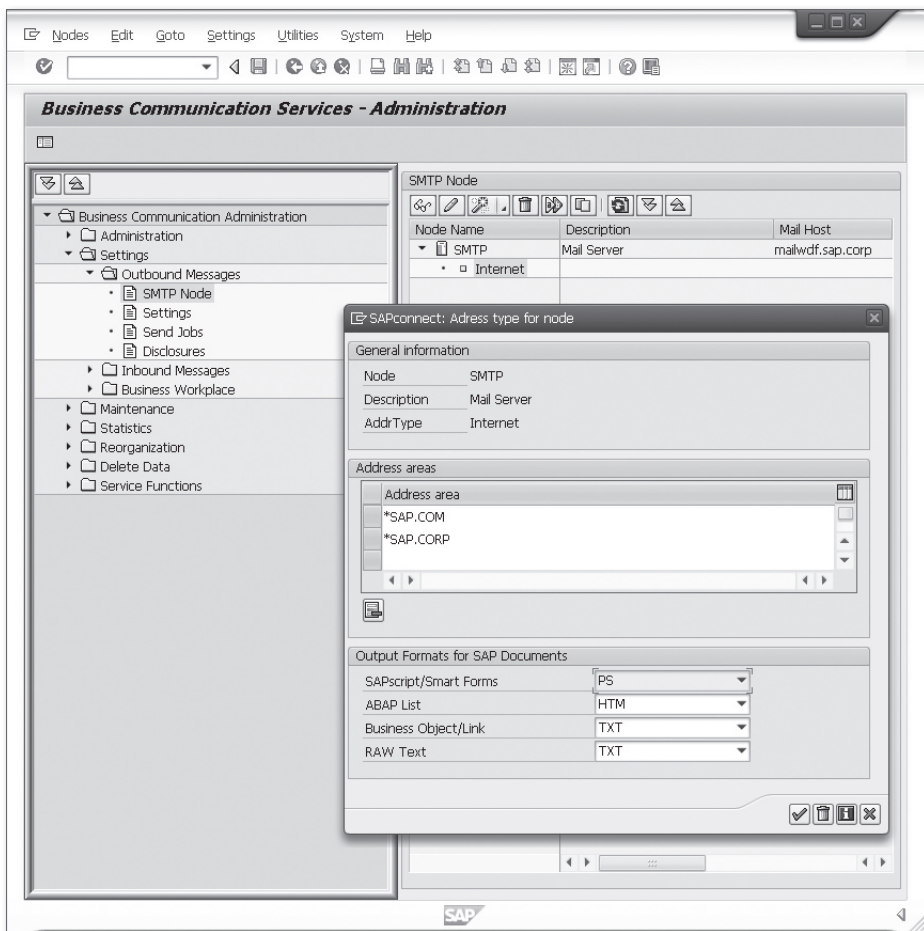 Nodes Edit Goto Settings Utilities System Help
Business Communication Services - Administration
Business Communication Administration
Administration
Settings
Outbound Messages
SMTP Node
Settings
Send Jobs
Disclosures
Inbound Messages
Business Workplace
Maintenance
Statistics
Reorganization
Delete Data
Service Functions
SMTP Node
Node Name Description Mail Host
SMTP Mail Server mailwdf.sap.corp
Internet
SAPconnect: Adress type for node
General information
Node SMTP
Description Mail Server
AddrType Internet
Address areas
Address area
*SAP.COM
*SAP.CORP
Output Formats for SAP Documents
SAPscript/Smart Forms PS
ABAP List HTM
Business Object/Link TXT
RAW Text TXT
SAP